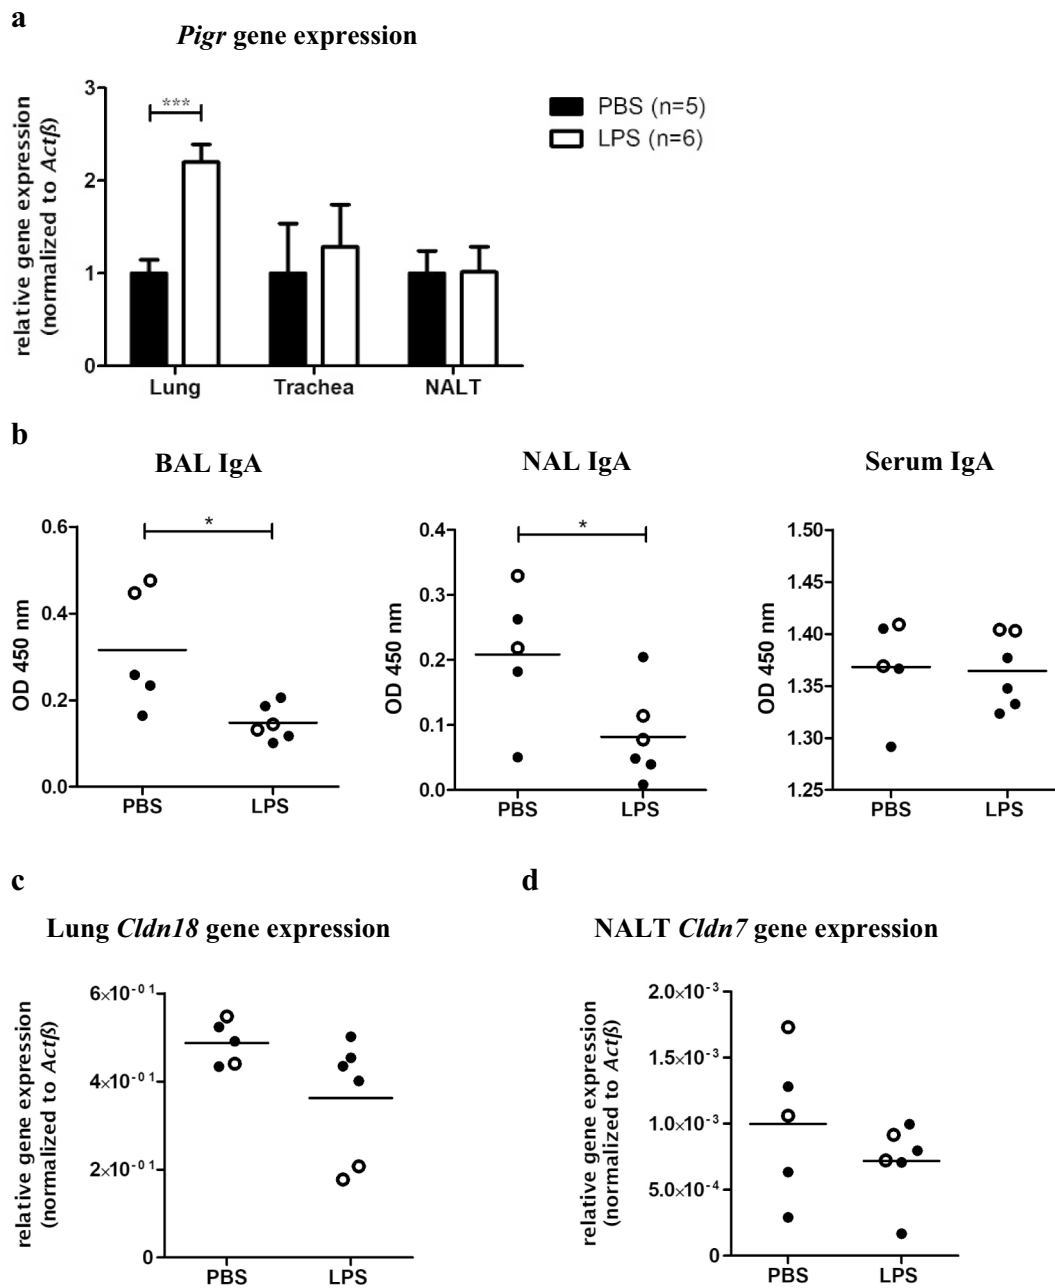 a
Pigr gene expression
relative gene expression
(normalized to Actß)
3
2
1
0
***
PBS (n=5)
LPS (n=6)
Lung Trachea NALT
b
BAL IgA
OD 450 nm
0.6
0.4
0.2
0.0
*
PBS LPS
NAL IgA
OD 450 nm
0.4
0.3
0.2
0.1
0.0
*
PBS LPS
Serum IgA
OD 450 nm
1.50
1.45
1.40
1.35
1.30
1.25
PBS LPS
c
Lung Cldn18 gene expression
relative gene expression
(normalized to Actß)
6×10⁻⁰¹
4×10⁻⁰¹
2×10⁻⁰¹
0
PBS LPS
d
NALT Cldn7 gene expression
relative gene expression
(normalized to Actß)
2.0×10⁻³
1.5×10⁻³
1.0×10⁻³
5.0×10⁻⁴
0
PBS LPS